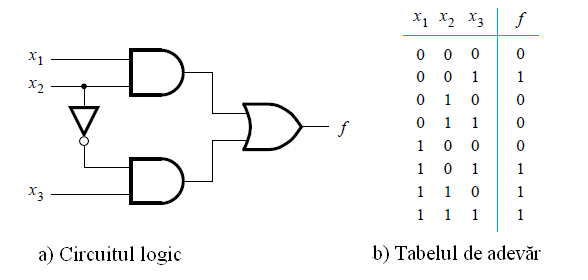 x1
x2
x3
f
a) Circuitul logic
x1 x2 x3 f
0 0 0 0
0 0 1 1
0 1 0 0
0 1 1 0
1 0 0 0
1 0 1 1
1 1 0 1
1 1 1 1
b) Tabelul de adevăr